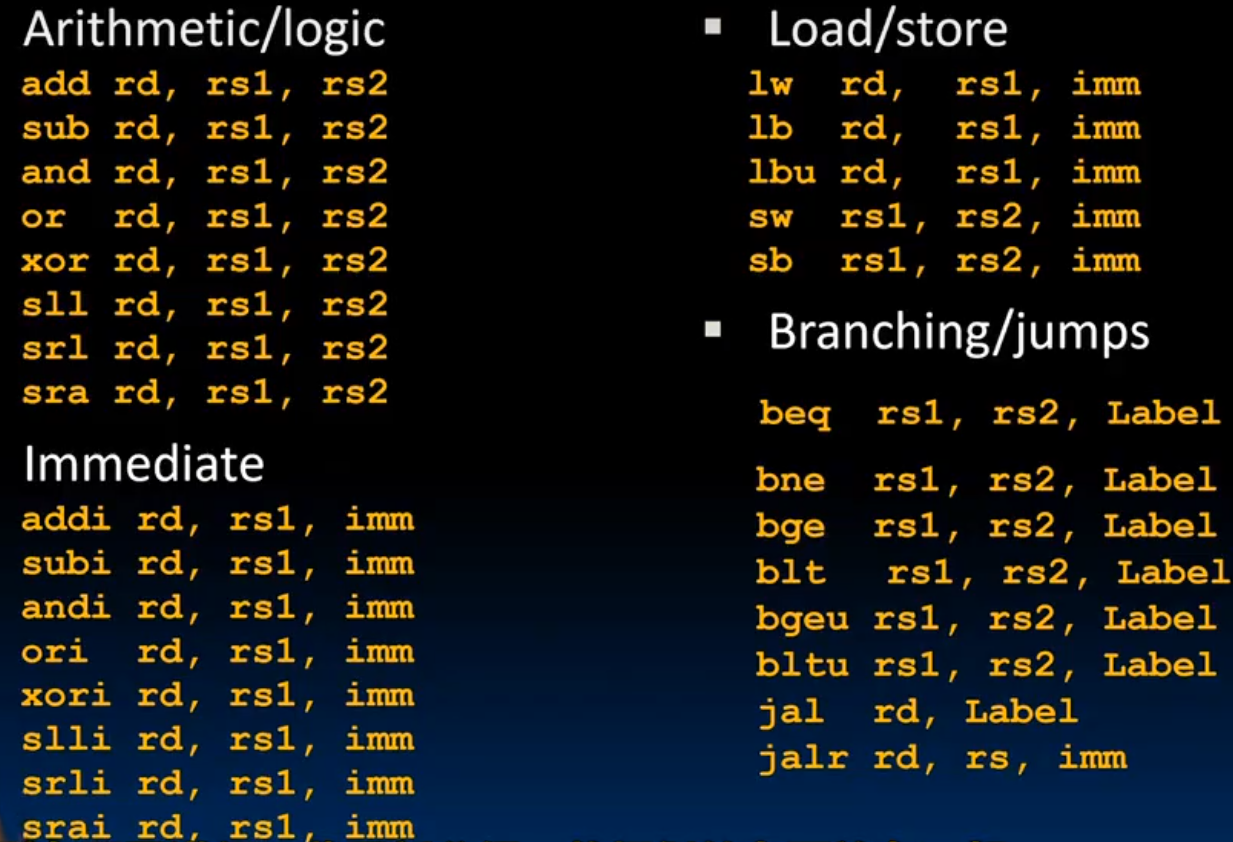 Arithmetic/logic
add rd, rs1, rs2
sub rd, rs1, rs2
and rd, rs1, rs2
or rd, rs1, rs2
xor rd, rs1, rs2
sll rd, rs1, rs2
srl rd, rs1, rs2
sra rd, rs1, rs2
Immediate
addi rd, rs1, imm
subi rd, rs1, imm
andi rd, rs1, imm
ori rd, rs1, imm
xori rd, rs1, imm
slli rd, rs1, imm
srli rd, rs1, imm
srai rd, rs1, imm
▪ Load/store
lw rd, rs1, imm
lb rd, rs1, imm
lbu rd, rs1, imm
sw rs1, rs2, imm
sb rs1, rs2, imm
▪ Branching/jumps
beq rs1, rs2, Label
bne rs1, rs2, Label
bge rs1, rs2, Label
blt rs1, rs2, Label
bgeu rs1, rs2, Label
bltu rs1, rs2, Label
jal rd, Label
jalr rd, rs, imm